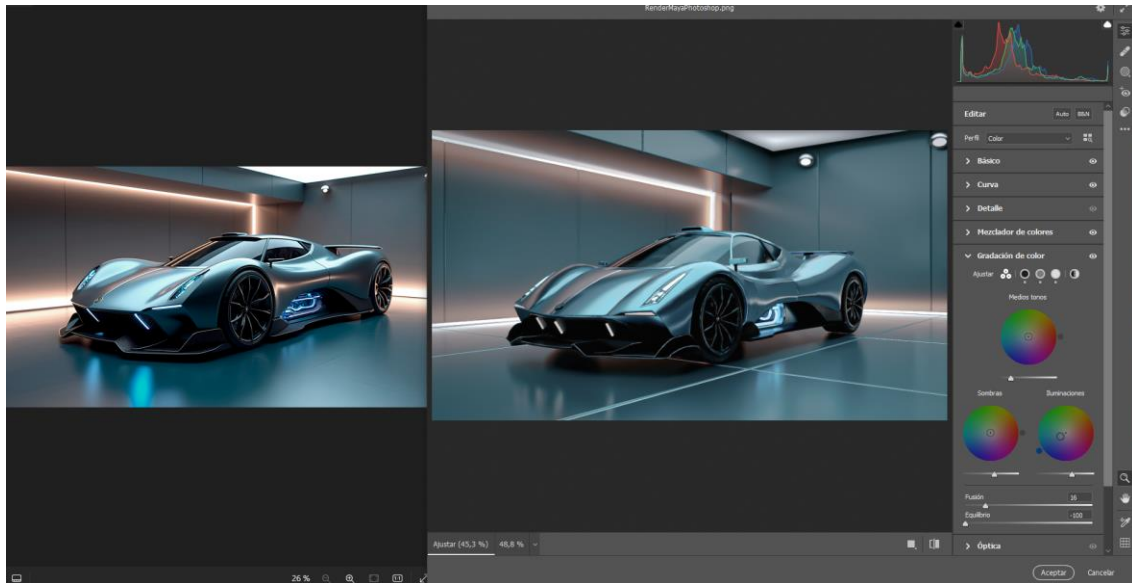 RenderMayaPhotoshop.png
Editar
Auto B&N
Perfil Color
Básico
Curva
Detalle
Mezclador de colores
Gradación de color
Ajustar
Medios tonos
Sombras Iluminaciones
Fusión 16
Equilibrio -100
Óptica
Ajustar (45,3 %) 48,8 %
26 %
Aceptar Cancelar